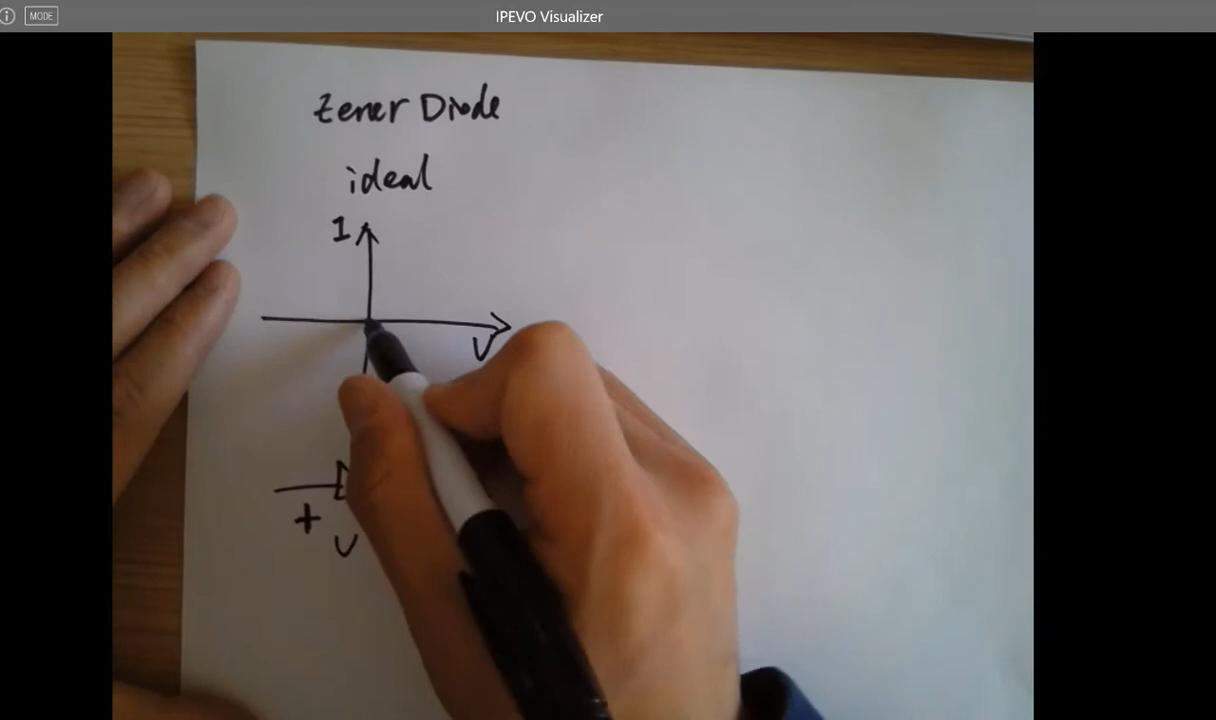 MODE
IPEVO Visualizer
Zener Diode
ideal
I
V
+
V